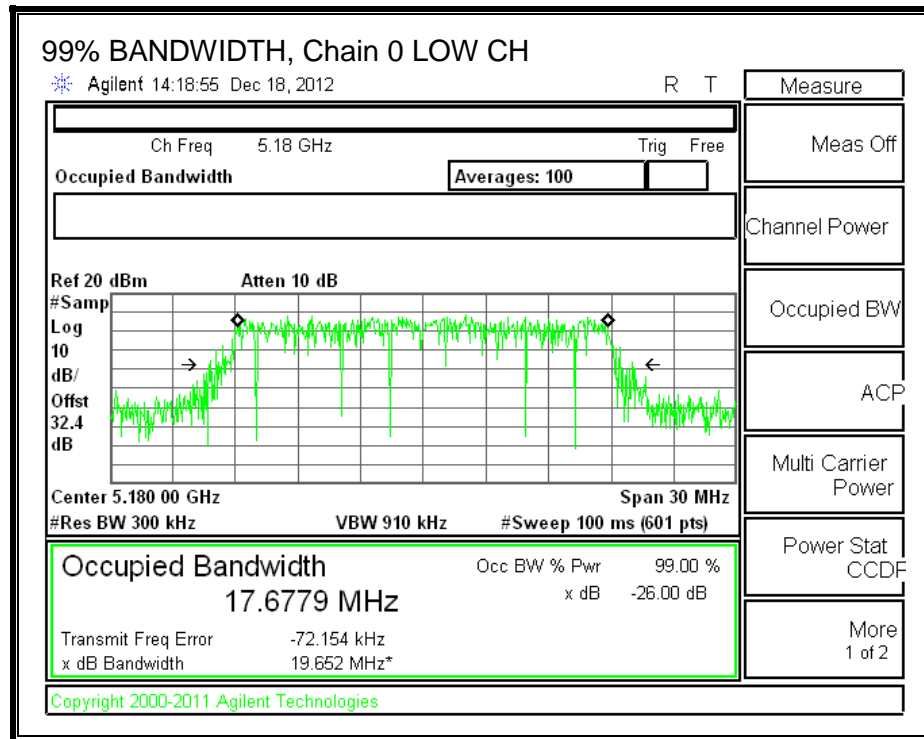 99% BANDWIDTH, Chain 0 LOW CH
Agilent 14:18:55 Dec 18, 2012 R T
Measure
Ch Freq 5.18 GHz Trig Free
Occupied Bandwidth Averages: 100
Ref 20 dBm Atten 10 dB
#Samp
Log
10
dB/
Offst
32.4
dB
Center 5.180 00 GHz Span 30 MHz
#Res BW 300 kHz VBW 910 kHz #Sweep 100 ms (601 pts)
Occupied Bandwidth
17.6779 MHz
Occ BW % Pwr 99.00 %
x dB -26.00 dB
Transmit Freq Error -72.154 kHz
x dB Bandwidth 19.652 MHz*
Copyright 2000-2011 Agilent Technologies
Meas Off
Channel Power
Occupied BW
ACP
Multi Carrier
Power
Power Stat
CCDF
More
1 of 2